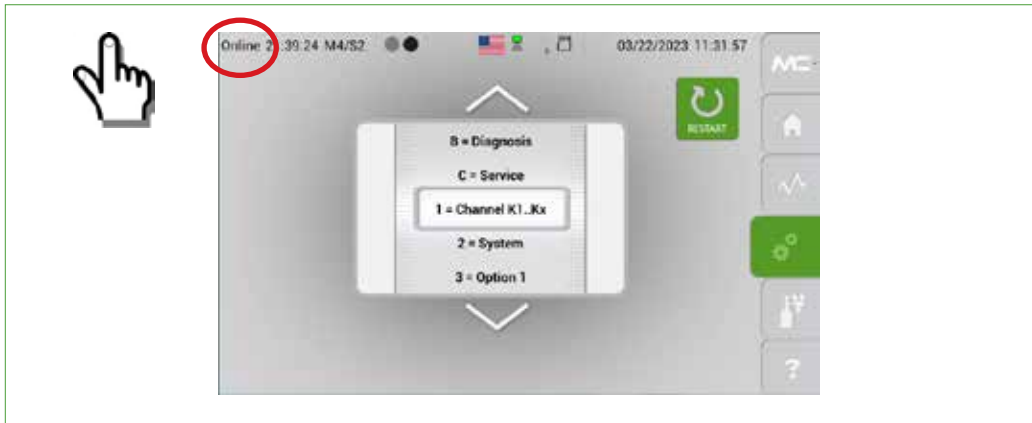 Online 2 :39:24 M4/S2
03/22/2023 11:31:57
MC
RESTART
B = Diagnosis
C = Service
1 = Channel K1..Kx
2 = System
3 = Option 1
?